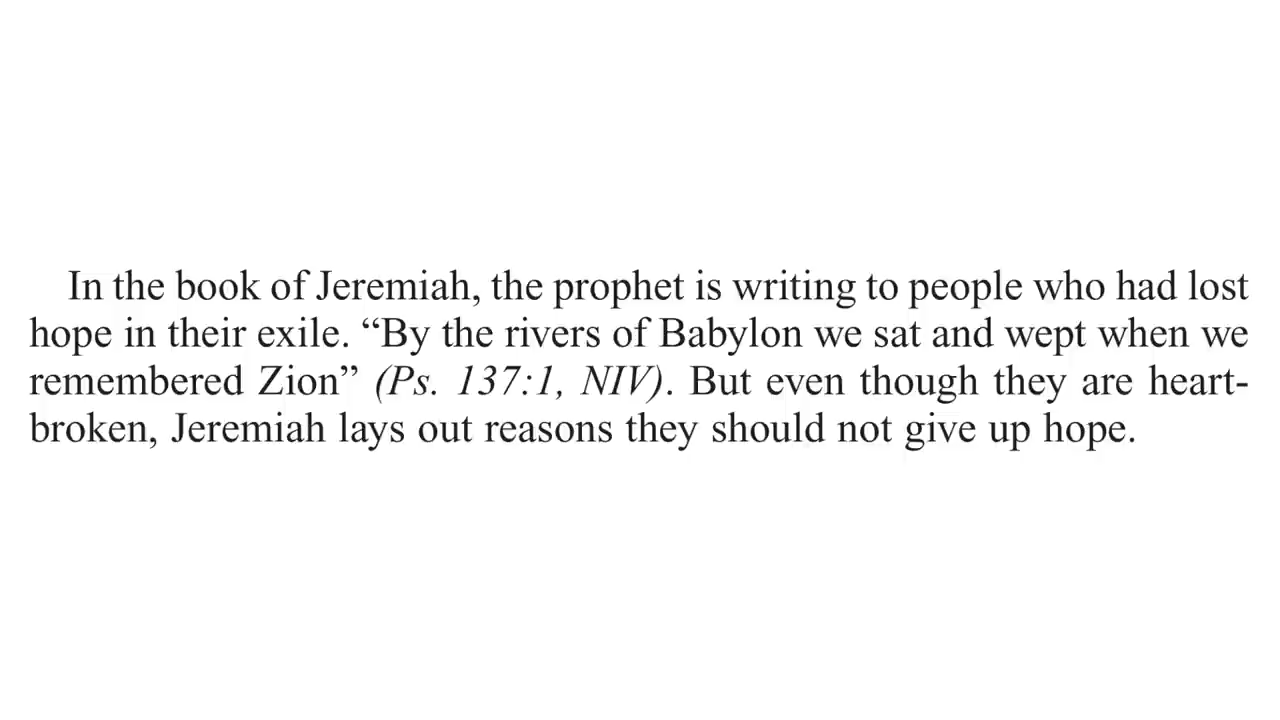 In the book of Jeremiah, the prophet is writing to people who had lost
hope in their exile. “By the rivers of Babylon we sat and wept when we
remembered Zion” (Ps. 137:1, NIV). But even though they are heart-
broken, Jeremiah lays out reasons they should not give up hope.